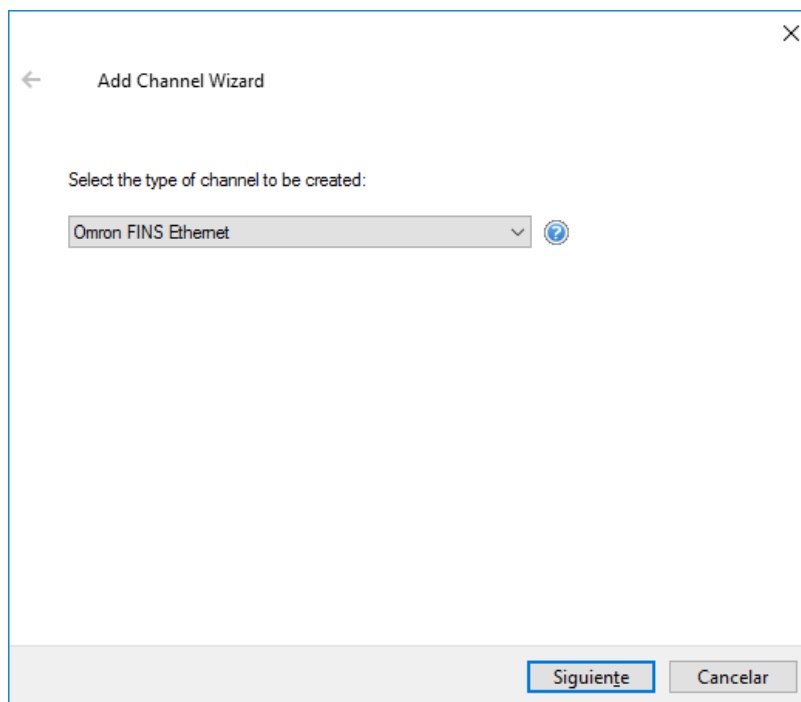 Add Channel Wizard
Select the type of channel to be created:
Omron FINS Ethernet
?
Siguiente
Cancelar